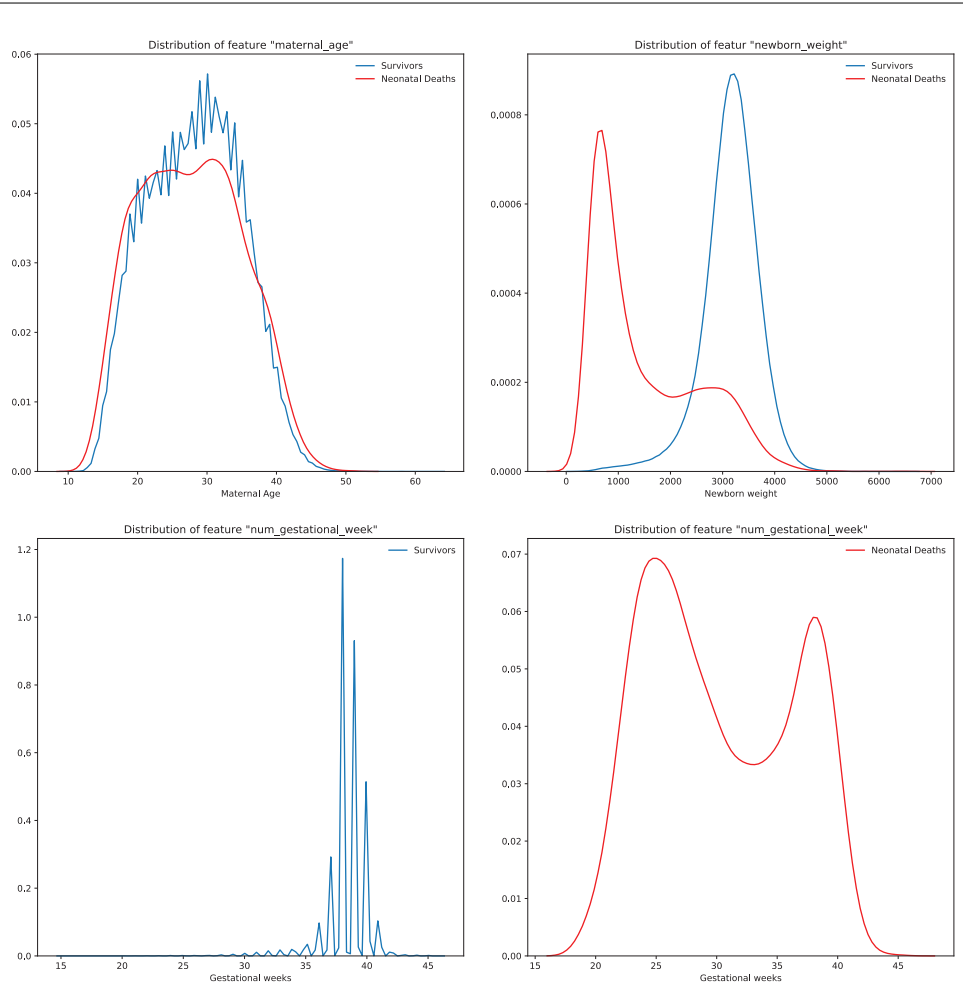 Distribution of feature "maternal_age"
Survivors
Neonatal Deaths
0.06
0.05
0.04
0.03
0.02
0.01
0.00
10 20 30 40 50 60
Maternal Age
Distribution of featur "newborn_weight"
Survivors
Neonatal Deaths
0.0008
0.0006
0.0004
0.0002
0.0000
0 1000 2000 3000 4000 5000 6000 7000
Newborn weight
Distribution of feature "num_gestational_week"
Survivors
1.2
1.0
0.8
0.6
0.4
0.2
0.0
15 20 25 30 35 40 45
Gestational weeks
Distribution of feature "num_gestational_week"
Neonatal Deaths
0.07
0.06
0.05
0.04
0.03
0.02
0.01
0.00
15 20 25 30 35 40 45
Gestational weeks